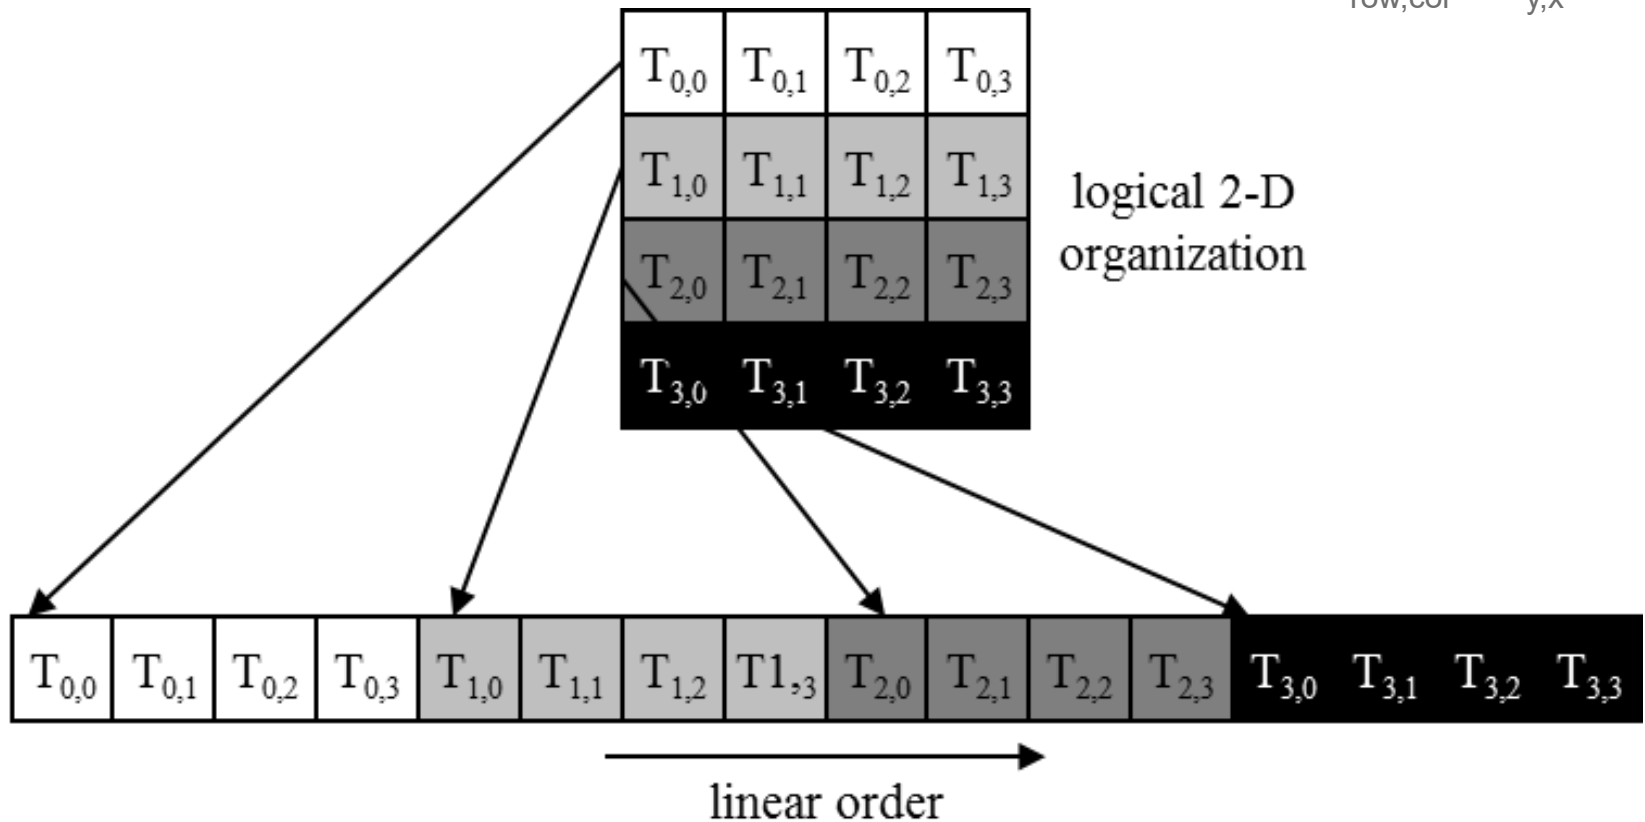 row,col y,x
T0,0 T0,1 T0,2 T0,3
T1,0 T1,1 T1,2 T1,3
logical 2-D
organization
T2,0 T2,1 T2,2 T2,3
T3,0 T3,1 T3,2 T3,3
T0,0 T0,1 T0,2 T0,3 T1,0 T1,1 T1,2 T1,3 T2,0 T2,1 T2,2 T2,3 T3,0 T3,1 T3,2 T3,3
linear order